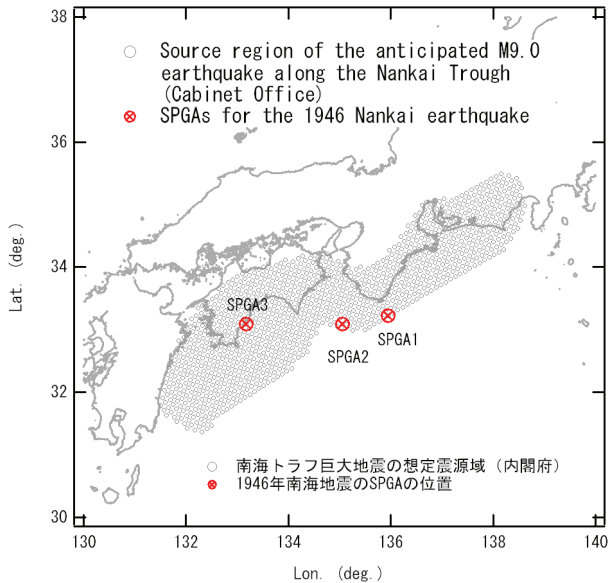 38
36
34
32
30
Lat. (deg.)
Source region of the anticipated M9.0
earthquake along the Nankai Trough
(Cabinet Office)
SPGAs for the 1946 Nankai earthquake
SPGA3
SPGA2
SPGA1
南海トラフ巨大地震の想定震源域（内閣府）
1946年南海地震のSPGAの位置
130
132
134
136
138
140
Lon. (deg.)